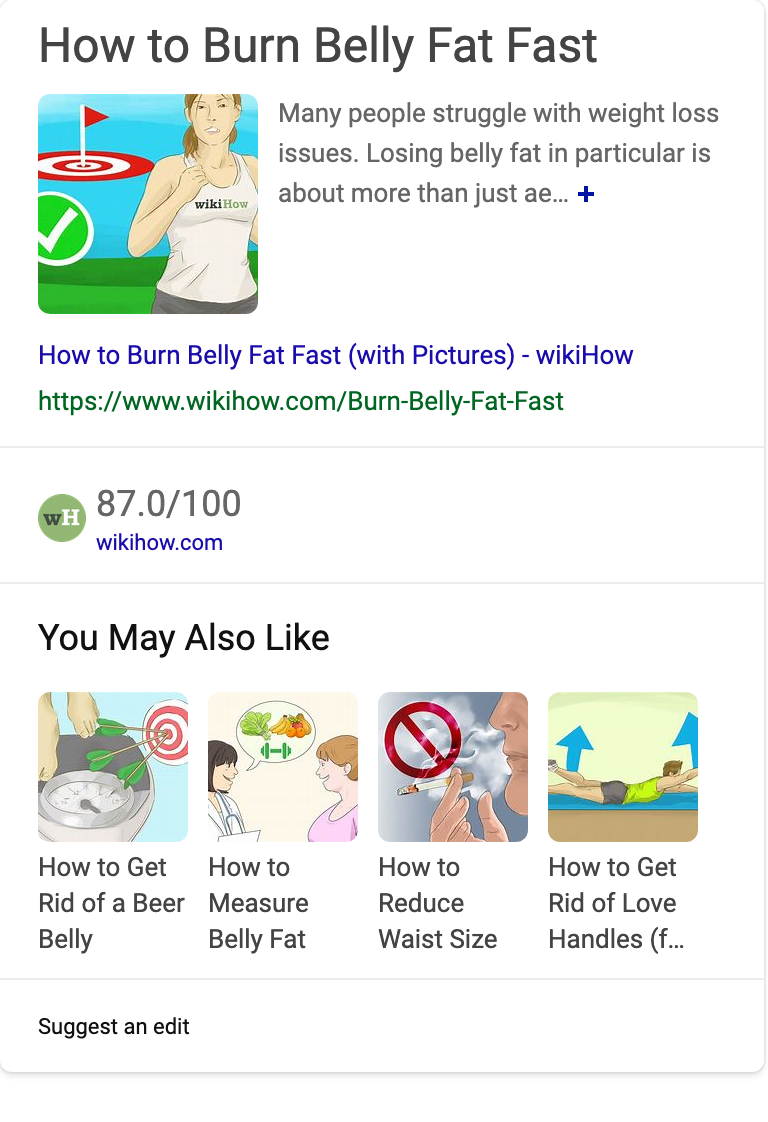 How to Burn Belly Fat Fast
Many people struggle with weight loss
issues. Losing belly fat in particular is
about more than just ae… +
wikiHow
How to Burn Belly Fat Fast (with Pictures) - wikiHow
https://www.wikihow.com/Burn-Belly-Fat-Fast
wH
87.0/100
wikihow.com
You May Also Like
How to Get
Rid of a Beer
Belly
How to
Measure
Belly Fat
How to
Reduce
Waist Size
How to Get
Rid of Love
Handles (f…
Suggest an edit